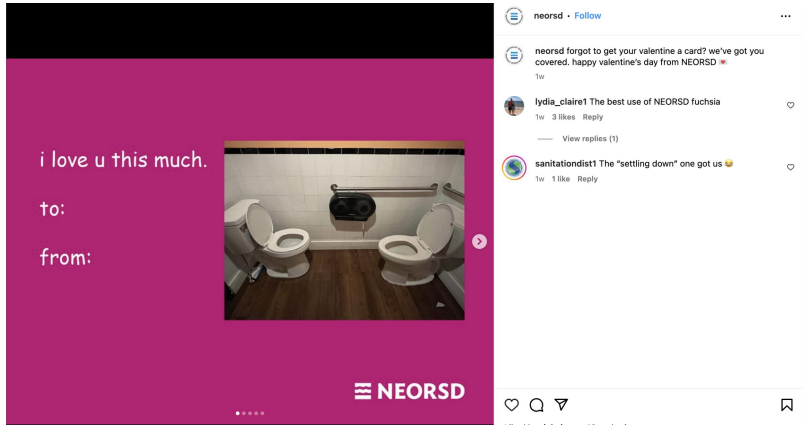 i love u this much.
to:
from:
NEORSD
neorsd • Follow
neorsd forgot to get your valentine a card? we've got you
covered. happy valentine's day from NEORSD 💌
1w
lydia_claire1 The best use of NEORSD fuchsia
1w 3 likes Reply
View replies (1)
sanitationdist1 The “settling down” one got us 😂
1w 1 like Reply